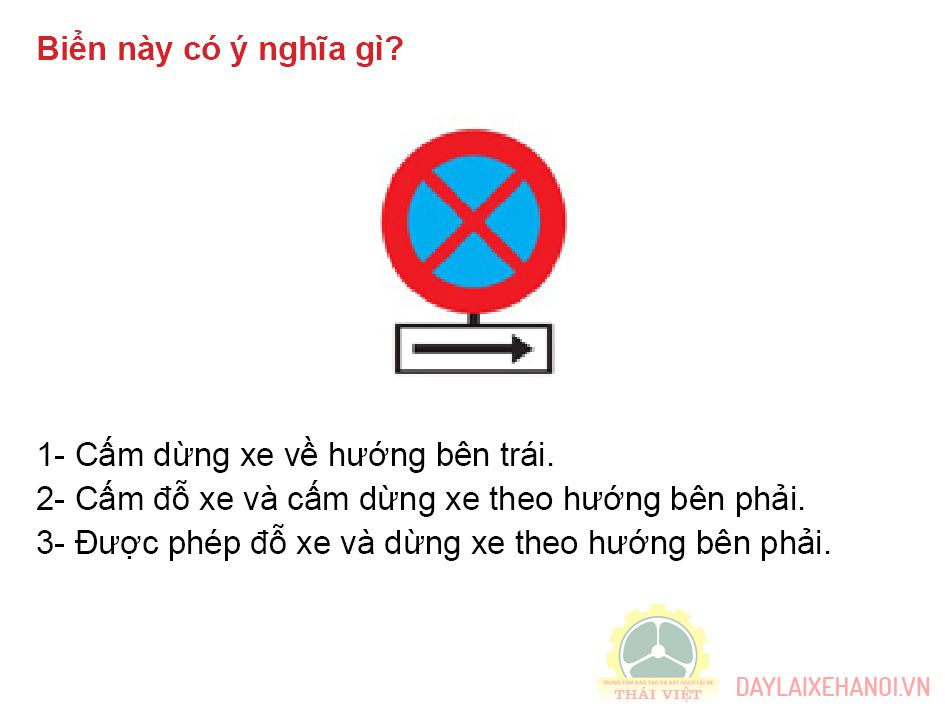 Biển này có ý nghĩa gì?
1- Cấm dừng xe về hướng bên trái.
2- Cấm đỗ xe và cấm dừng xe theo hướng bên phải.
3- Được phép đỗ xe và dừng xe theo hướng bên phải.
TRUNG TÂM ĐÀO TẠO VÀ SÁT HẠCH LÁI XE
THÁI VIỆT
DAYLAIXEHANOI.VN